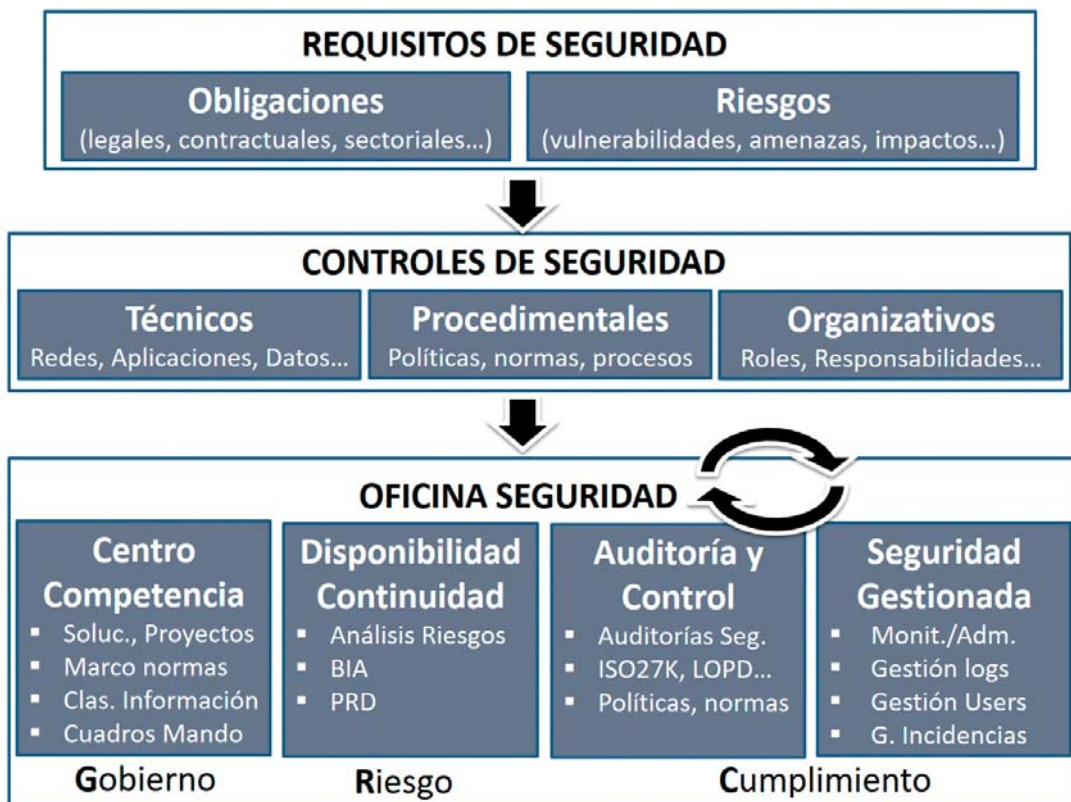 REQUISITOS DE SEGURIDAD
Obligaciones
(legales, contractuales, sectoriales...)
Riesgos
(vulnerabilidades, amenazas, impactos...)
CONTROLES DE SEGURIDAD
Técnicos
Redes, Aplicaciones, Datos...
Procedimentales
Políticas, normas, procesos
Organizativos
Roles, Responsabilidades...
OFICINA SEGURIDAD
Centro
Competencia
▪ Soluc., Proyectos
▪ Marco normas
▪ Clas. Información
▪ Cuadros Mando
Disponibilidad
Continuidad
▪ Análisis Riesgos
▪ BIA
▪ PRD
Auditoría y
Control
▪ Auditorías Seg.
▪ ISO27K, LOPD...
▪ Políticas, normas
Seguridad
Gestionada
▪ Monit./Adm.
▪ Gestión logs
▪ Gestión Users
▪ G. Incidencias
Gobierno
Riesgo
Cumplimiento